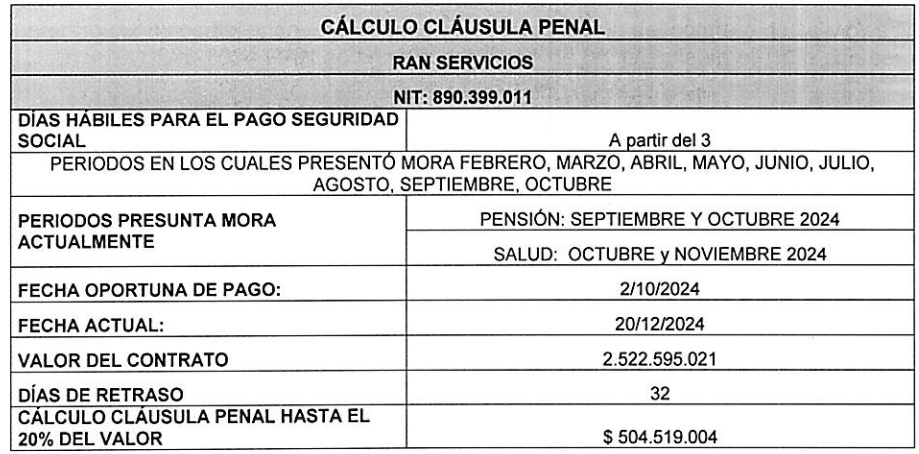 CÁLCULO CLÁUSULA PENAL
RAN SERVICIOS
NIT: 890.399.011
DÍAS HÁBILES PARA EL PAGO SEGURIDAD
SOCIAL
A partir del 3
PERIODOS EN LOS CUALES PRESENTÓ MORA FEBRERO, MARZO, ABRIL, MAYO, JUNIO, JULIO,
AGOSTO, SEPTIEMBRE, OCTUBRE
PERIODOS PRESUNTA MORA
ACTUALMENTE
PENSIÓN: SEPTIEMBRE Y OCTUBRE 2024
SALUD: OCTUBRE y NOVIEMBRE 2024
FECHA OPORTUNA DE PAGO:
2/10/2024
FECHA ACTUAL:
20/12/2024
VALOR DEL CONTRATO
2.522.595.021
DÍAS DE RETRASO
32
CÁLCULO CLÁUSULA PENAL HASTA EL
20% DEL VALOR
$ 504.519.004